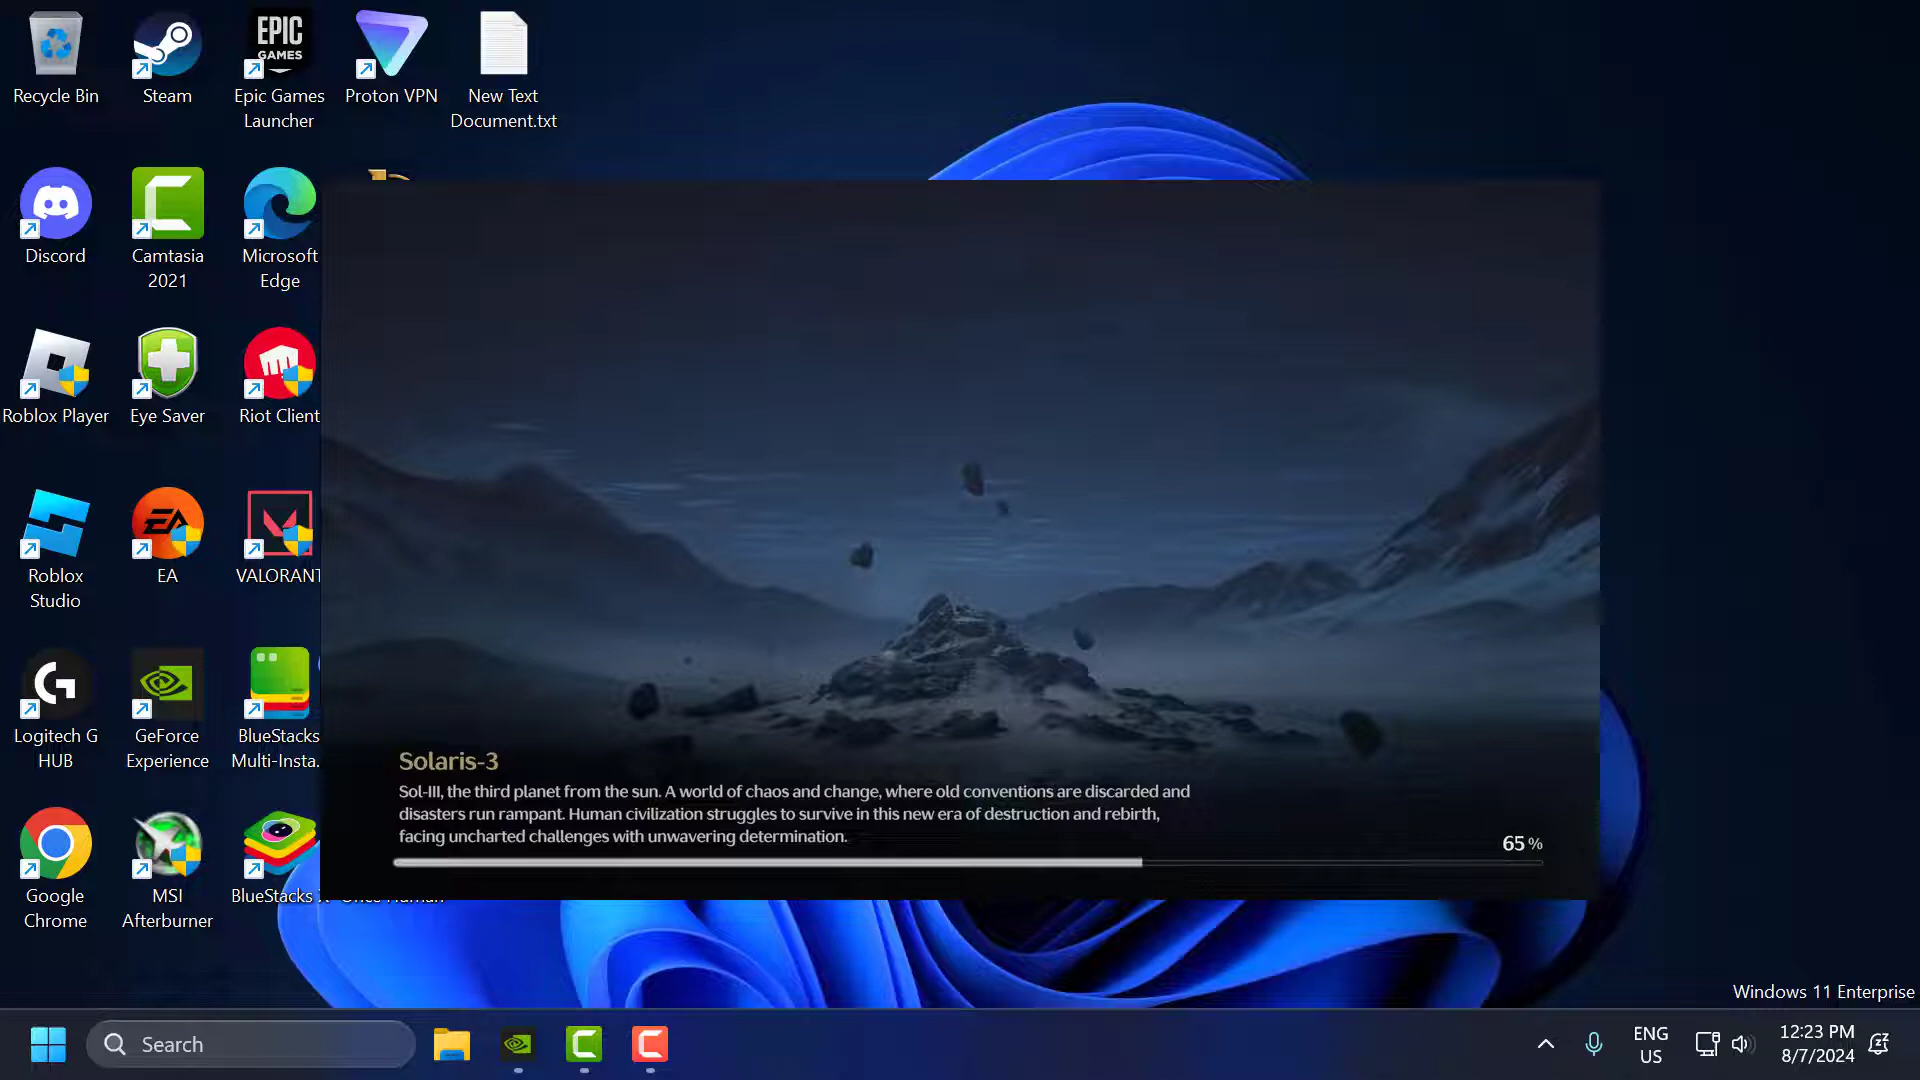 Recycle Bin
Steam
EPIC
GAMES
Epic Games
Launcher
Proton VPN
New Text
Document.txt
Discord
Camtasia
2021
Microsoft
Edge
Roblox Player
Eye Saver
Riot Client
Roblox
Studio
EA
EA
VALORANT
Logitech G
HUB
GeForce
Experience
BlueStacks
Multi-Insta.
Google
Chrome
MSI
Afterburner
BlueStacks
Solaris-3
Sol-III, the third planet from the sun. A world of chaos and change, where old conventions are discarded and
disasters run rampant. Human civilization struggles to survive in this new era of destruction and rebirth,
facing uncharted challenges with unwavering determination.
65 %
Windows 11 Enterprise
Search
ENG
US
12:23 PM
8/7/2024